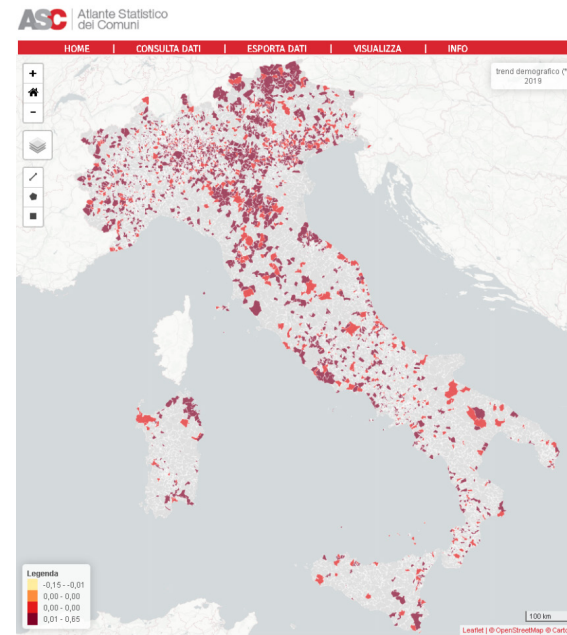 ASC Atlante Statistico
dei Comuni
HOME | CONSULTA DATI | ESPORTA DATI | VISUALIZZA | INFO
+
-
trend demografico (*
2019
Legenda
-0,15 - -0,01
0,00 - 0,00
0,00 - 0,00
0,01 - 0,65
100 km
Leaflet | © OpenStreetMap © Carto